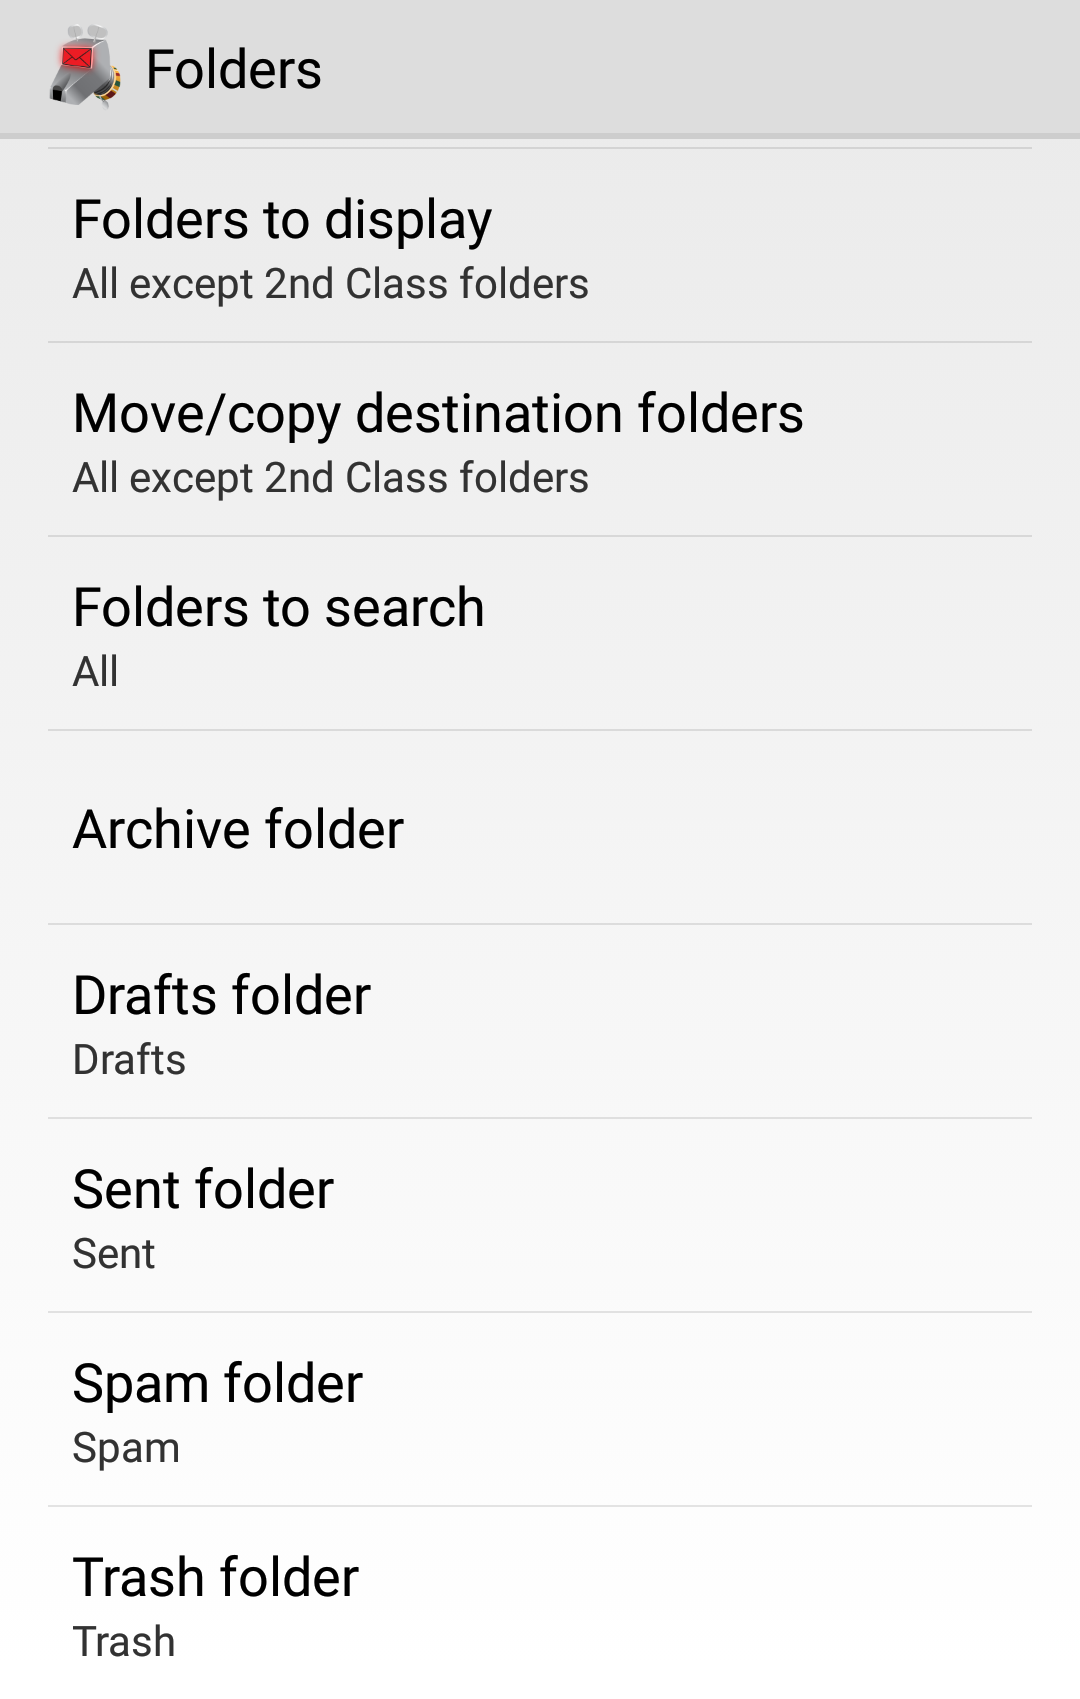 Folders
Folders to display
All except 2nd Class folders
Move/copy destination folders
All except 2nd Class folders
Folders to search
All
Archive folder
Drafts folder
Drafts
Sent folder
Sent
Spam folder
Spam
Trash folder
Trash